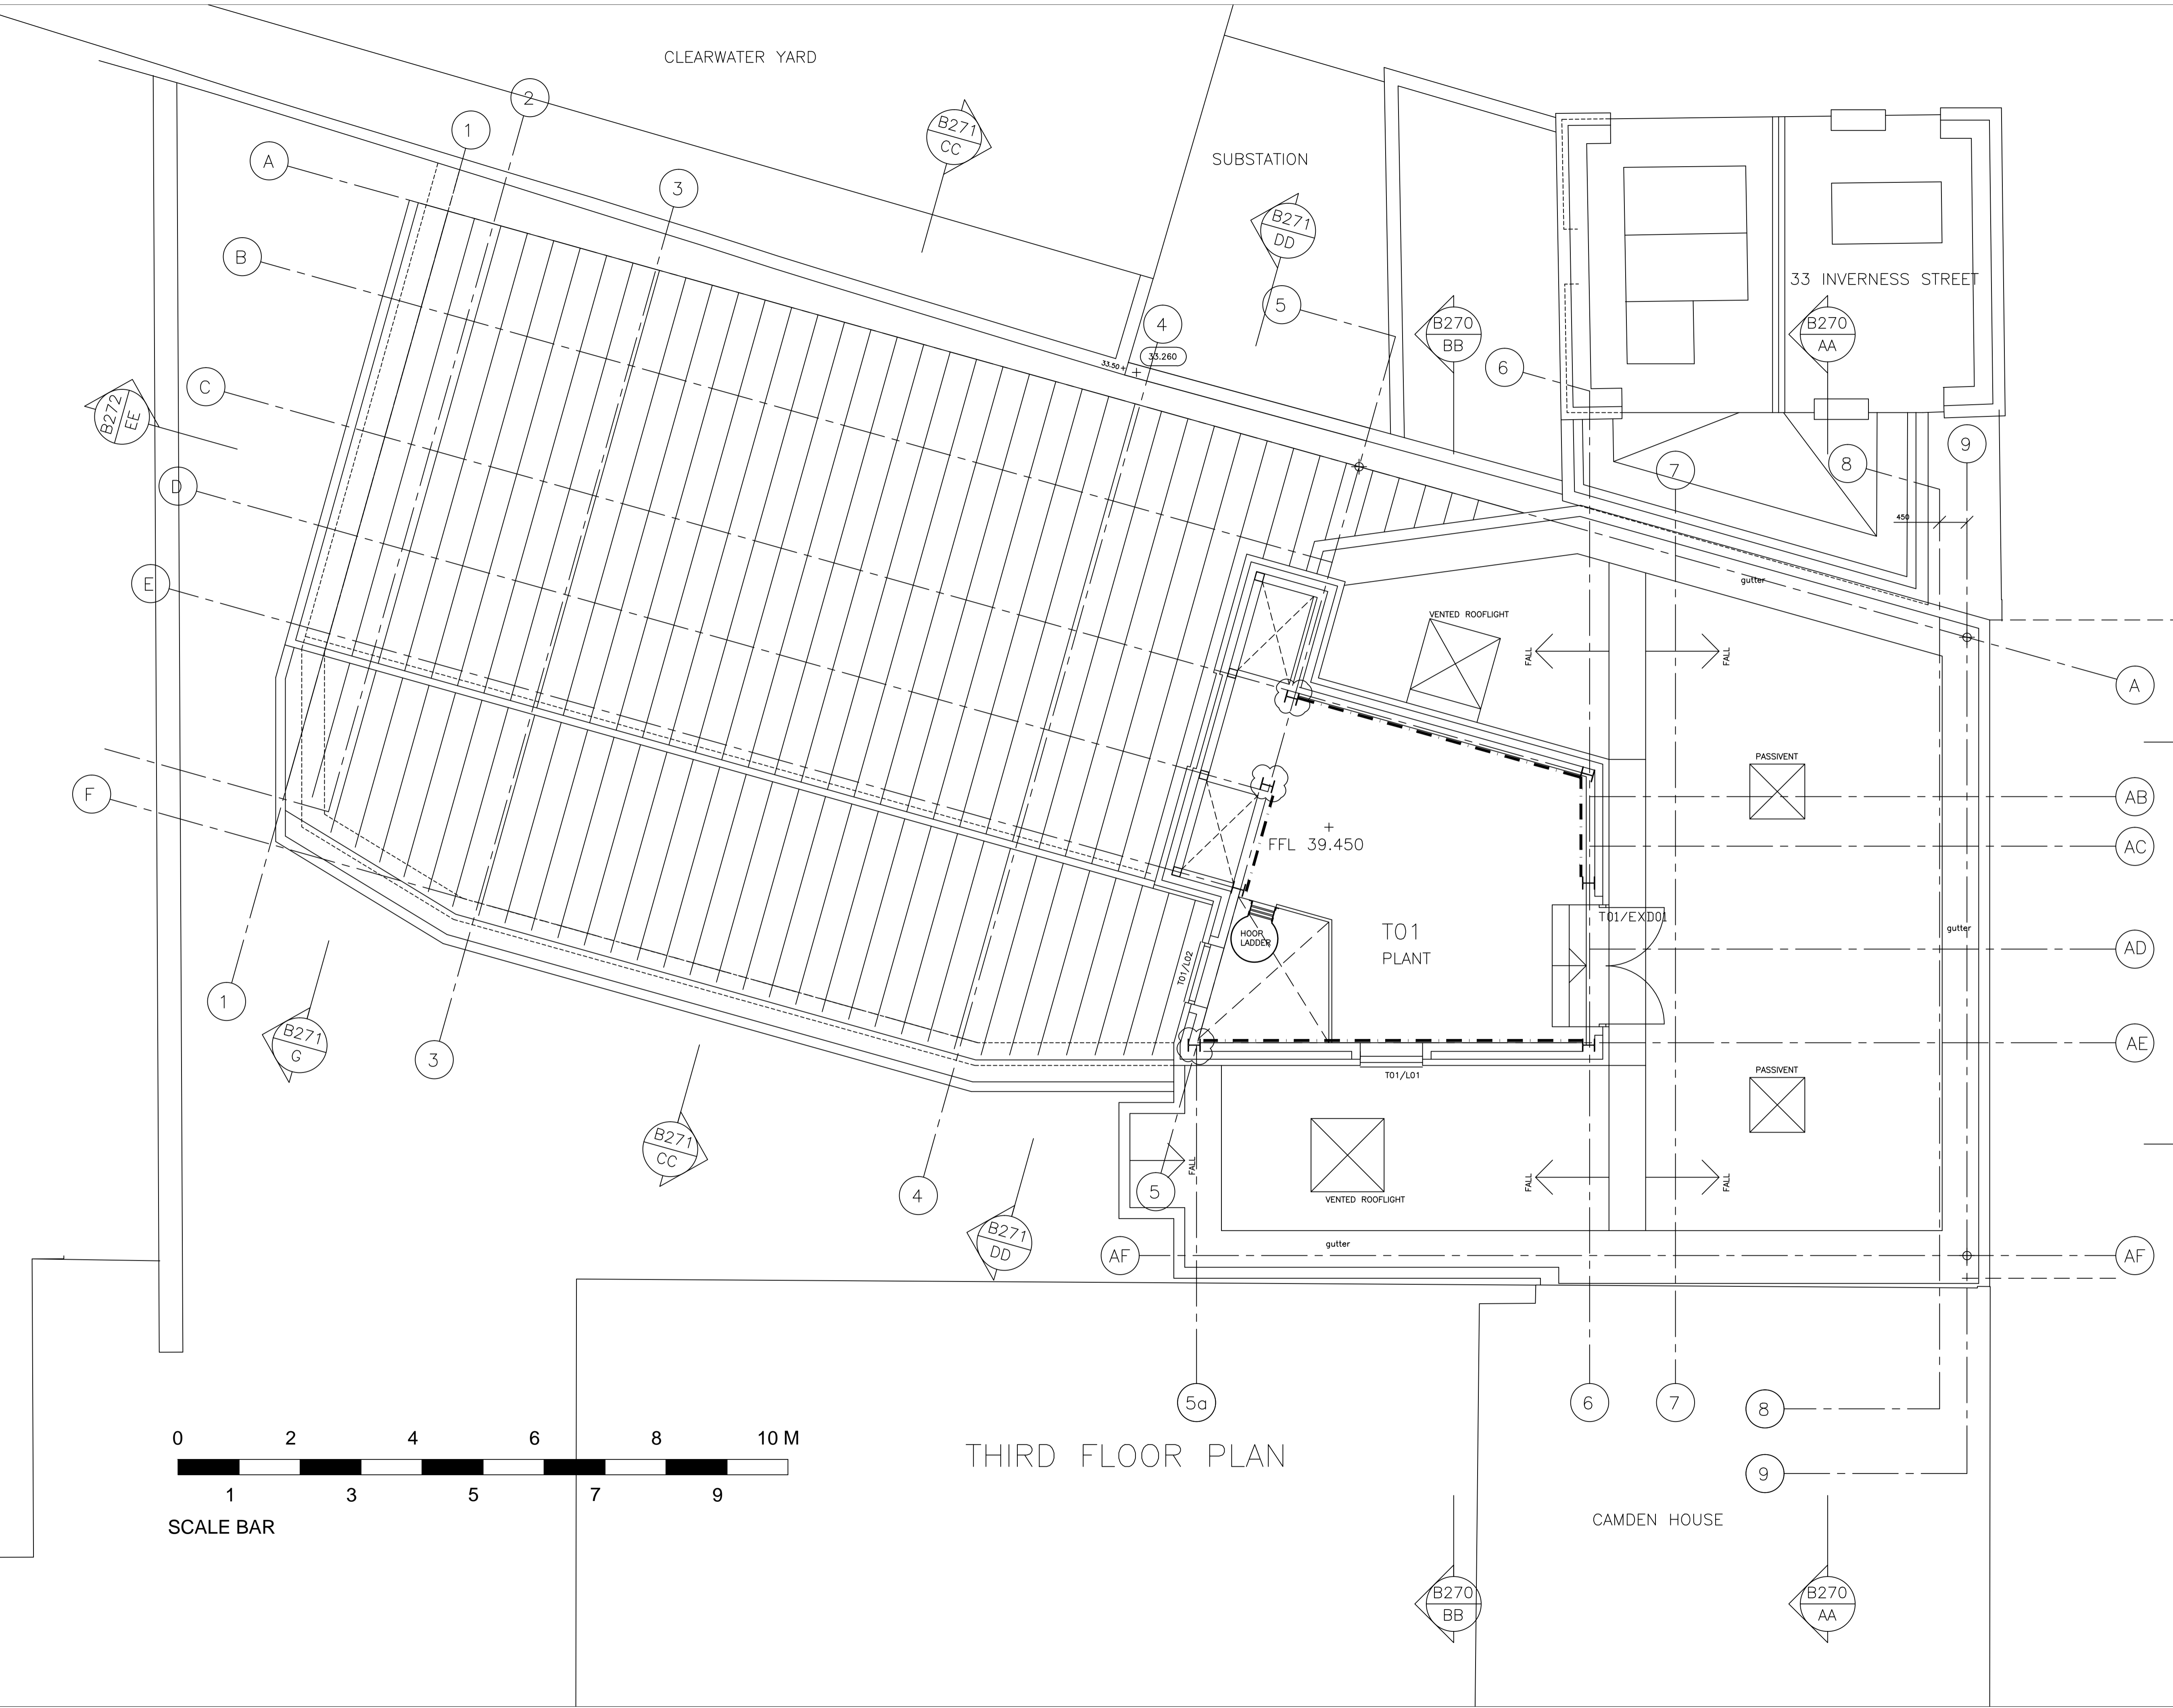 CLEARWATER YARD
2
1
B271
CC
A
SUBSTATION
3
B271
DD
B
33 INVERNESS STREET
5
4
B270
BB
B270
AA
33.260
33.50
6
C
B272
EE
9
8
7
D
450
E
gutter
VENTED ROOFLIGHT
FALL
FALL
A
PASSIVENT
F
AB
FFL 39.450
AC
T01/EXD01
gutter
HOOR
LADDER
T01
PLANT
AD
T01/L02
1
B271
G
3
AE
T01/L01
PASSIVENT
B271
CC
FALL
5
4
FALL
FALL
VENTED ROOFLIGHT
B271
DD
AF
gutter
AF
5a
6
7
8
0 2 4 6 8 10 M
THIRD FLOOR PLAN
9
1 3 5 7 9
SCALE BAR
CAMDEN HOUSE
B270
BB
B270
AA